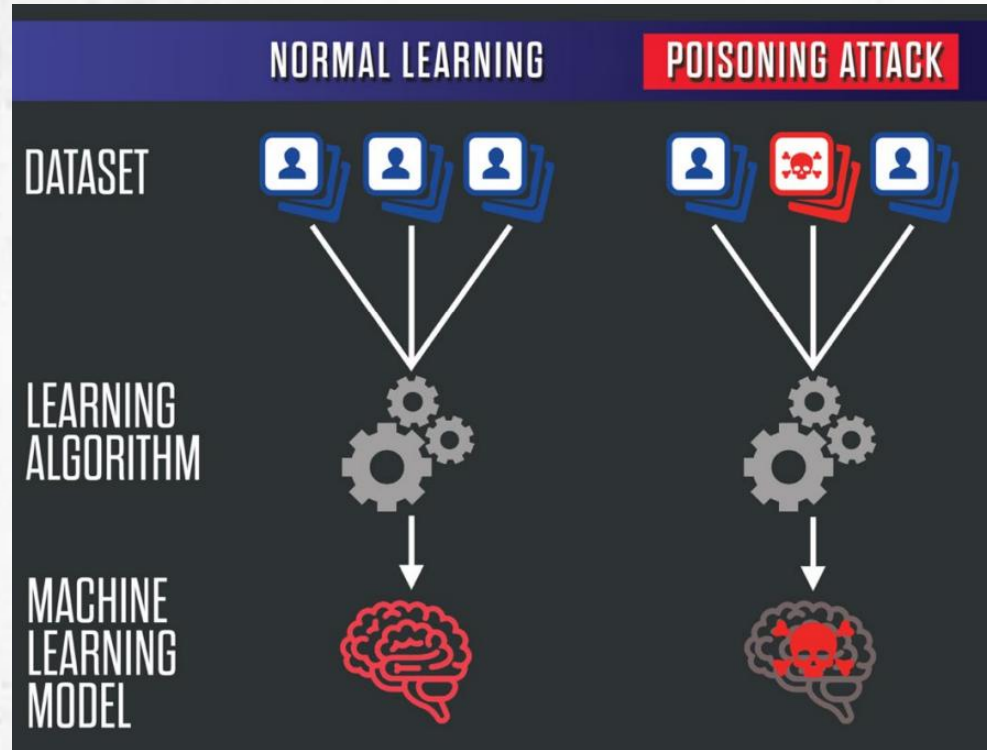 NORMAL LEARNING
POISONING ATTACK
DATASET
LEARNING
ALGORITHM
MACHINE
LEARNING
MODEL